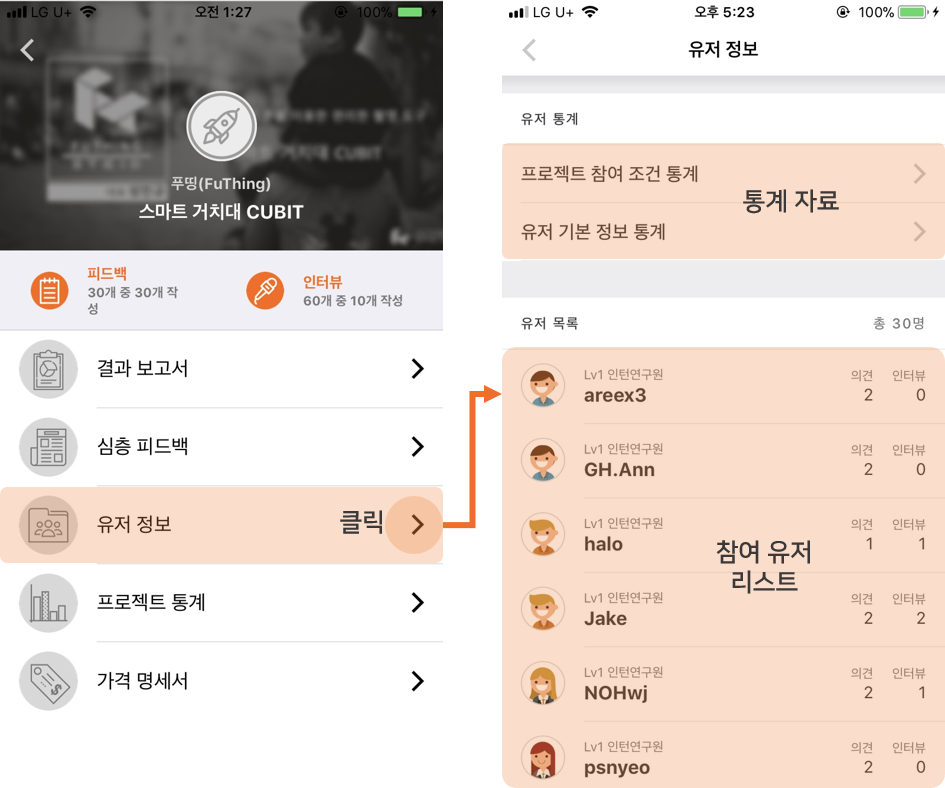 LG U+
오전 1:27
100%
푸띵(FuThing)
스마트 거치대 CUBIT
피드백
30개 중 30개 작
성
인터뷰
60개 중 10개 작성
결과 보고서
심층 피드백
유저 정보
클릭
프로젝트 통계
가격 명세서
LG U+
오후 5:23
100%
유저 정보
유저 통계
프로젝트 참여 조건 통계
통계 자료
유저 기본 정보 통계
유저 목록
총 30명
Lv1 인턴연구원 의견 인터뷰
areex3 2 0
Lv1 인턴연구원 의견 인터뷰
GH.Ann 2 0
Lv1 인턴연구원 의견 인터뷰
halo 1 1
참여 유저
리스트
Lv1 인턴연구원 의견 인터뷰
Jake 2 2
Lv1 인턴연구원 의견 인터뷰
NOHwj 2 1
Lv1 인턴연구원 의견 인터뷰
psnyeo 2 0